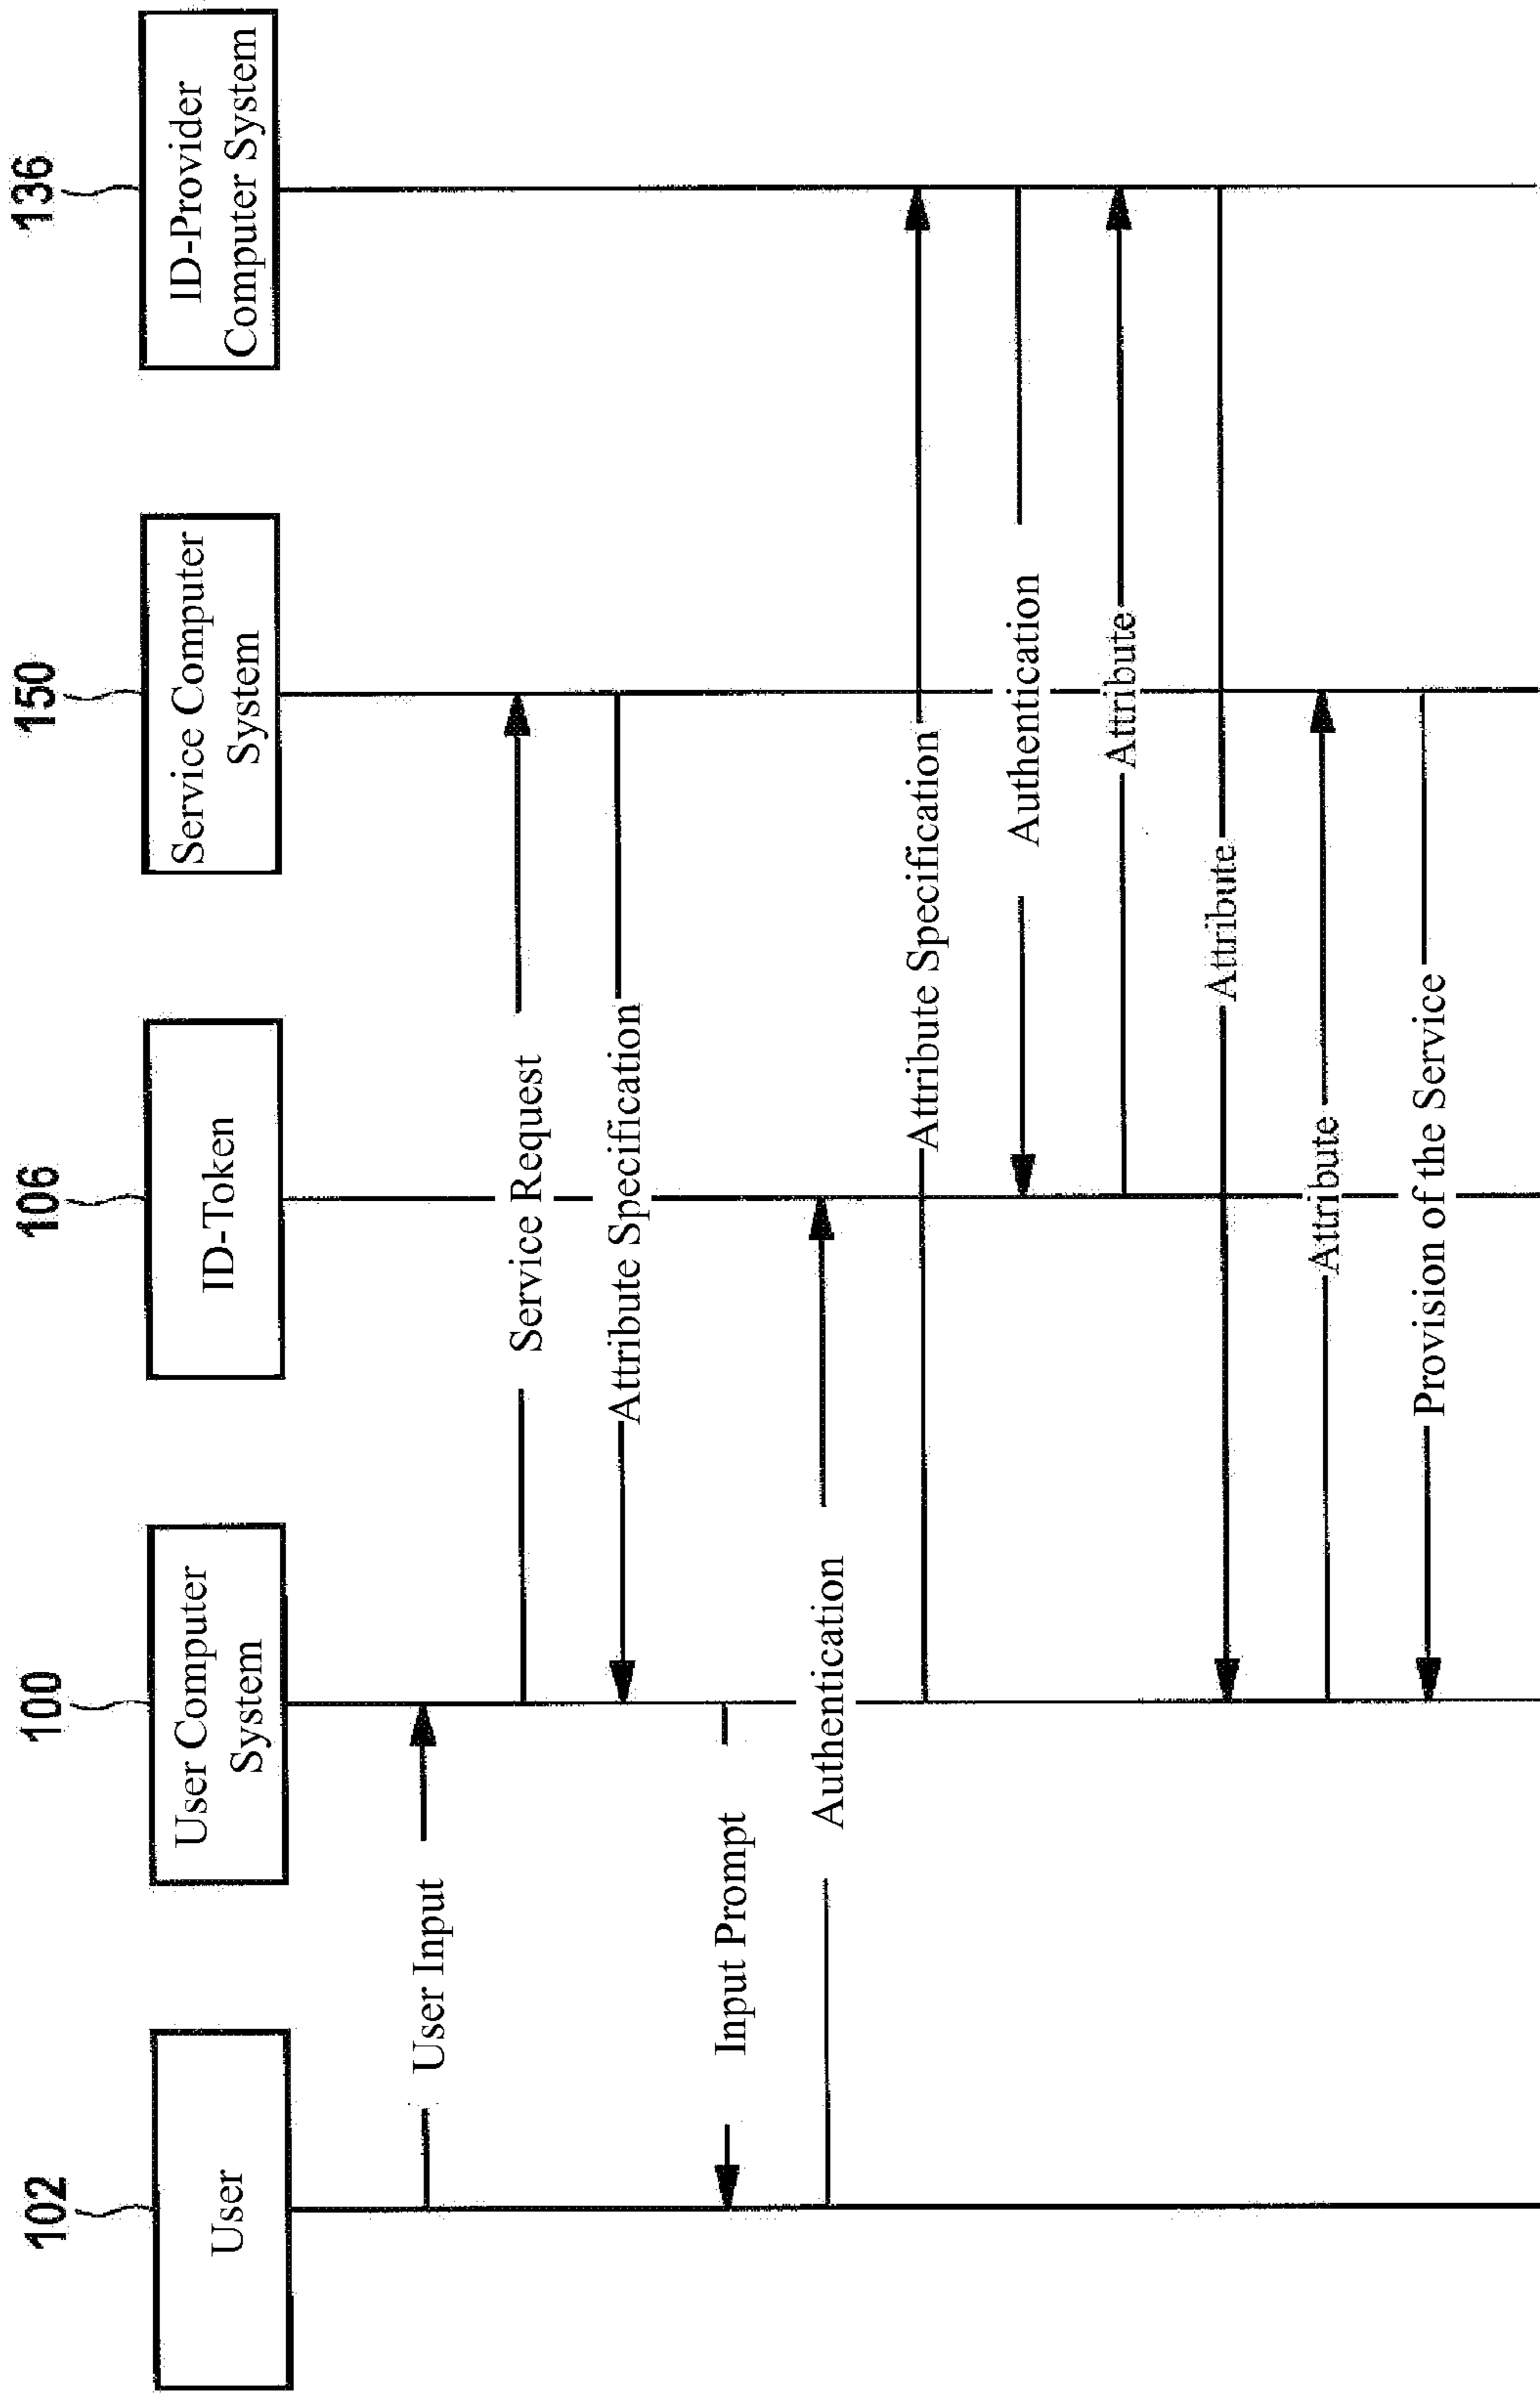 102
100
106
150
136
User
User Computer
System
ID-Token
Service Computer
System
ID-Provider
Computer System
User Input
Service Request
Attribute Specification
Input Prompt
Authentication
Attribute Specification
Authentication
Attribute
Attribute
Attribute
Provision of the Service